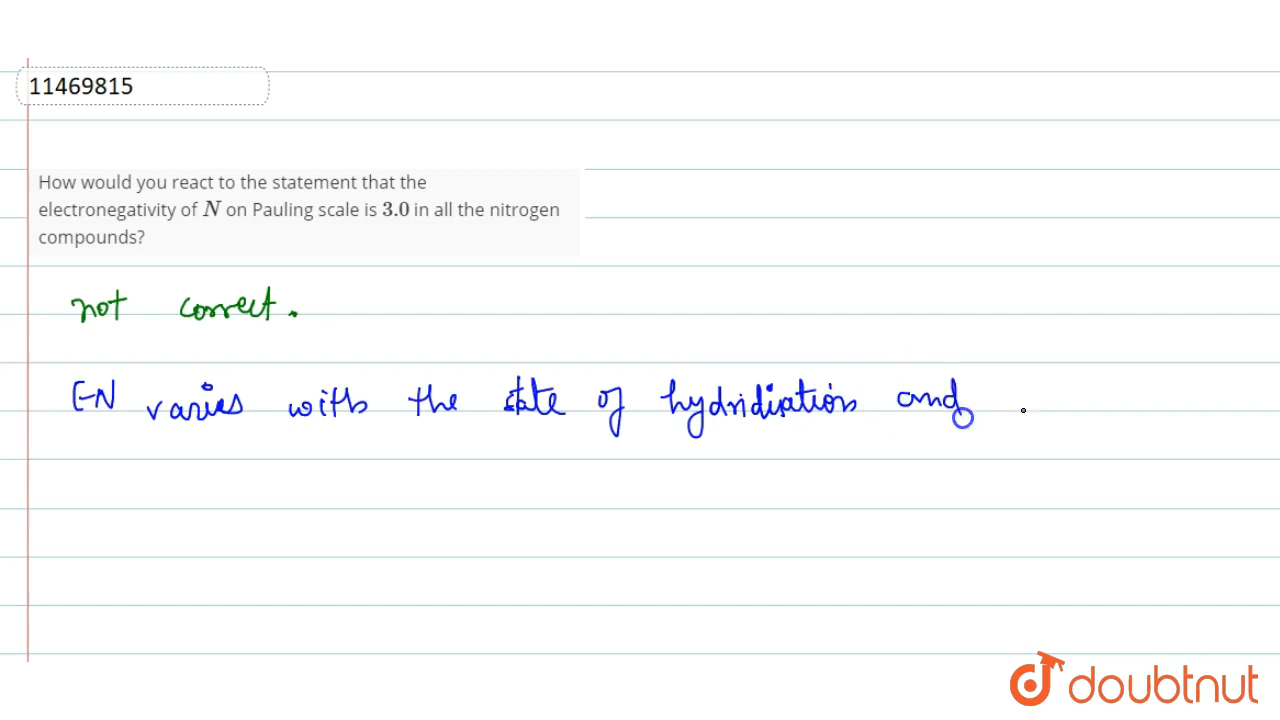 11469815
How would you react to the statement that the
electronegativity of N on Pauling scale is 3.0 in all the nitrogen
compounds?
not correct.
EN varies with the state of hydridisation and
doubtnut